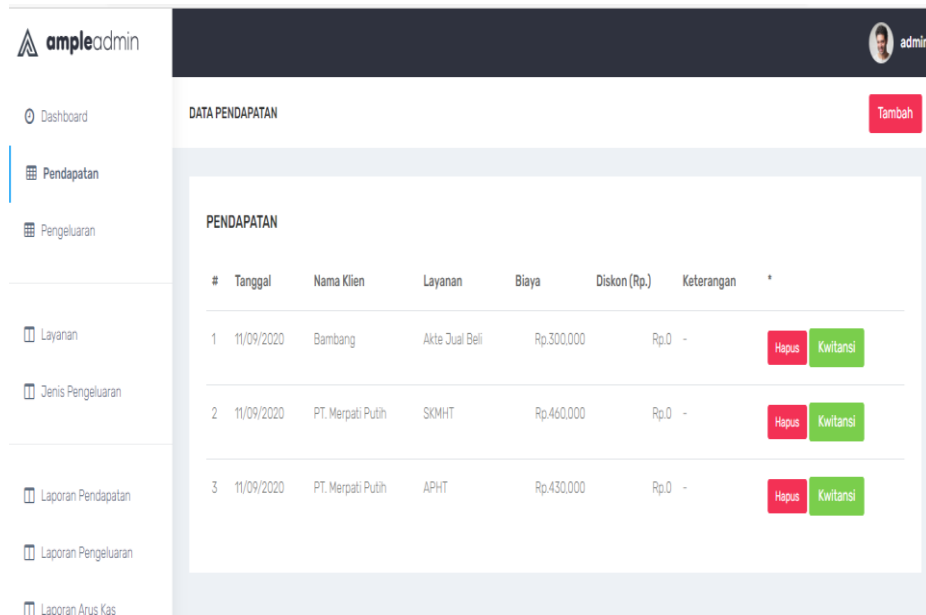 ampleadmin
admin
Dashboard
Pendapatan
Pengeluaran
Layanan
Jenis Pengeluaran
Laporan Pendapatan
Laporan Pengeluaran
Laporan Arus Kas
DATA PENDAPATAN
Tambah
PENDAPATAN
# Tanggal Nama Klien Layanan Biaya Diskon (Rp.) Keterangan *
1 11/09/2020 Bambang Akte Jual Beli Rp.300,000 Rp.0 - Hapus Kwitansi
2 11/09/2020 PT. Merpati Putih SKMHT Rp.460,000 Rp.0 - Hapus Kwitansi
3 11/09/2020 PT. Merpati Putih APHT Rp.430,000 Rp.0 - Hapus Kwitansi